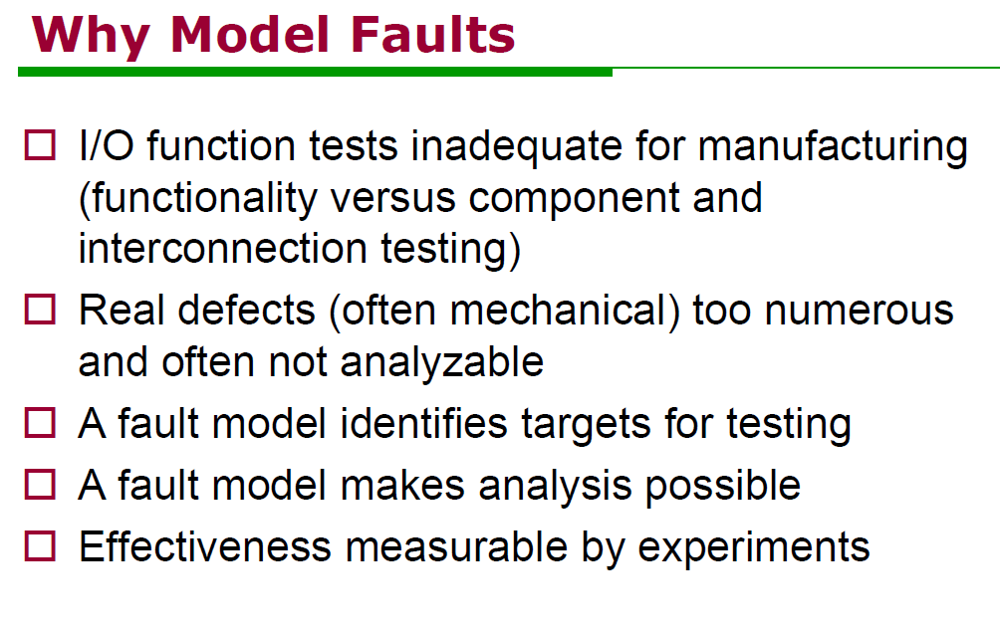 Why Model Faults
I/O function tests inadequate for manufacturing
(functionality versus component and
interconnection testing)
Real defects (often mechanical) too numerous
and often not analyzable
A fault model identifies targets for testing
A fault model makes analysis possible
Effectiveness measurable by experiments